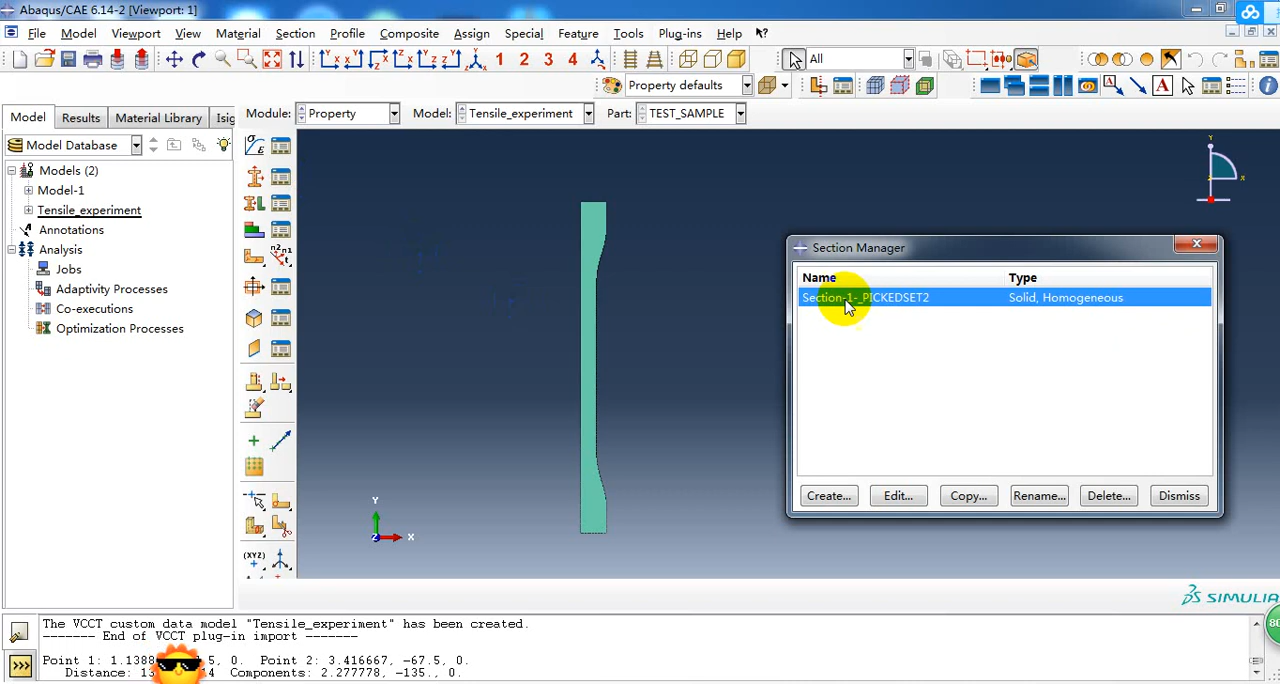 Abaqus/CAE 6.14-2 [Viewport: 1]
File Model Viewport View Material Section Profile Composite Assign Special Feature Tools Plug-ins Help
1 2 3 4 All
Property defaults
Model Results Material Library
Module: Property Model: Tensile_experiment Part: TEST_SAMPLE
Model Database
Models (2)
Model-1
Tensile_experiment
Annotations
Analysis
Jobs
Adaptivity Processes
Co-executions
Optimization Processes
Section Manager
Name Type
Section-1-_PICKEDSET2 Solid, Homogeneous
Create... Edit... Copy... Rename... Delete... Dismiss
Y
X
Y
Z X
(XYZ)
SIMULIA
The VCCT custom data model "Tensile_experiment" has been created.
------- End of VCCT plug-in import -------
Point 2: 3.416667, -67.5, 0.
Components: 2.277778, -135., 0.